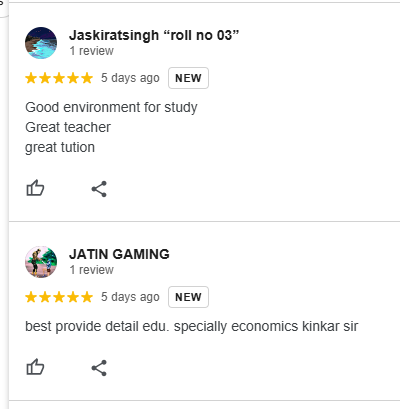 Jaskiratsingh “roll no 03”
1 review
5 days ago NEW
Good environment for study
Great teacher
great tution
JATIN GAMING
1 review
5 days ago NEW
best provide detail edu. specially economics kinkar sir